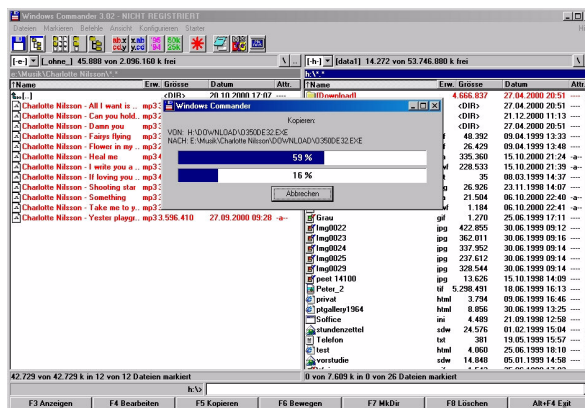 Windows Commander 3.02 - NICHT REGISTRIERT
Dateien Markieren Befehle Ansicht Konfigurieren Starter
[-e-] [_ohne_] 45.888 von 2.096.160 k frei \ ..
[-h-] [data1] 14.272 von 53.746.880 k frei \
e:\Musik\Charlotte Nilsson\*.*
h:\*.*
↑Name Erw. Grösse Datum Attr.
[..] <DIR> 20.10.2000 17:07 ----
Charlotte Nilsson - All I want is .. mp3
Charlotte Nilsson - Can you hold.. mp3
Charlotte Nilsson - Damn you mp3
Charlotte Nilsson - Fairys flying mp3
Charlotte Nilsson - Flower in my .. mp3
Charlotte Nilsson - Heal me mp3
Charlotte Nilsson - I write you a .. mp3
Charlotte Nilsson - If loving you .. mp3
Charlotte Nilsson - Shooting star mp3
Charlotte Nilsson - Something mp3
Charlotte Nilsson - Take me to y.. mp3
Charlotte Nilsson - Yester playgr.. mp3 3.596.410 27.09.2000 09:28 -a--
↑Name Erw. Grösse Datum Attr.
[Download] 4.666.837 27.04.2000 20:51 ----
<DIR> 27.04.2000 20:51 ----
<DIR> 21.12.2000 11:13 ----
<DIR> 27.04.2000 20:51 ----
48.392 09.04.1999 13:33 ----
26.429 09.04.1999 13:48 ----
335.360 15.10.2000 21:24 -a--
228.533 15.10.2000 21:39 -a--
35 08.03.1999 14:37 ----
26.926 23.11.1998 14:07 ----
21.504 06.10.2000 22:40 -a--
1.184 06.10.2000 22:41 -a--
Grau gif 1.270 25.06.1999 17:11 ----
Img0022 jpg 422.855 30.06.1999 09:12 ----
Img0023 jpg 362.011 30.06.1999 09:16 ----
Img0024 jpg 337.952 30.06.1999 09:14 ----
Img0025 jpg 237.612 30.06.1999 09:14 ----
Img0029 jpg 328.544 30.06.1999 09:14 ----
peet 14100 jpg 13.626 15.10.1998 14:09 ----
Peter_2 tif 5.298.491 18.06.1999 16:13 ----
privat html 3.794 09.06.1999 16:46 ----
ptgallery1964 html 8.856 30.06.1999 13:25 ----
Soffice ini 4.489 21.09.1998 12:58 ----
stundenzettel sdw 24.576 01.02.1999 15:04 ----
Telefon txt 381 19.05.1999 15:57 ----
test html 4.060 25.06.1999 18:10 ----
vorstudie sdw 14.848 05.01.1999 14:58 ----
Windows Commander
Kopieren:
VON: H:\DOWNLOAD\0350DE32.EXE
NACH: E:\Musik\Charlotte Nilsson\DOWNLOAD\0350DE32.EXE
59 %
16 %
Abbrechen
42.729 von 42.729 k in 12 von 12 Dateien markiert
0 von 7.609 k in 0 von 26 Dateien markiert
h:\>
F3 Anzeigen F4 Bearbeiten F5 Kopieren F6 Bewegen F7 MkDir F8 Löschen Alt+F4 Exit